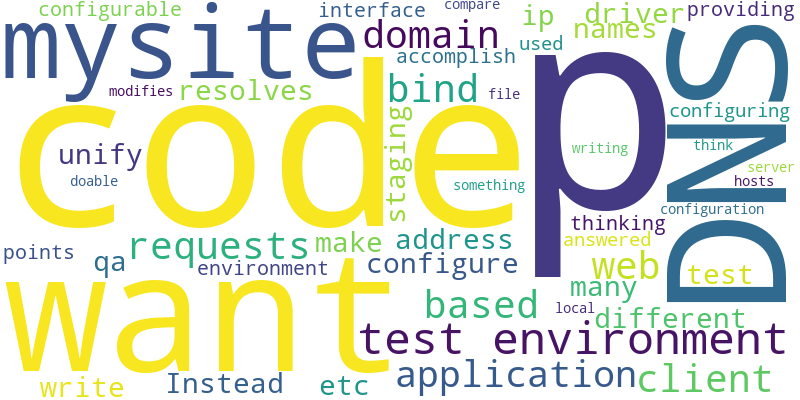 configurable
interface
compare
providing
mysite
domain
ip
driver
names
DNS
accomplish
used
modifies
resolves
bind
file
code
p
configuring
unify
staging
writing
think
doable
something
server
hosts
configuration
points
requests
make
address
thinking
answered
qa
environment
configure
web
test
want
many
based
local
different
test environment
write
Instead
etc
application
client